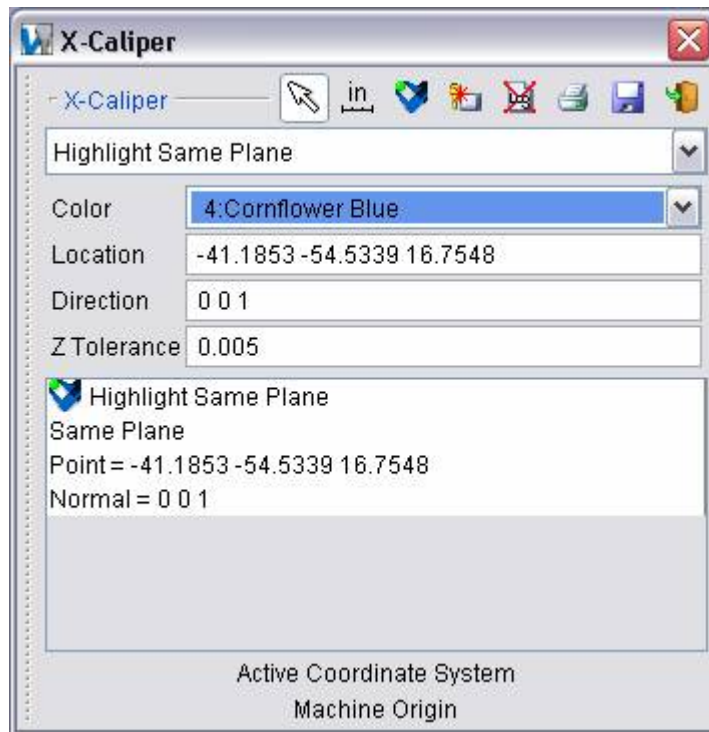 X-Caliper
X-Caliper in
Highlight Same Plane
Color 4:Cornflower Blue
Location -41.1853 -54.5339 16.7548
Direction 0 0 1
Z Tolerance 0.005
Highlight Same Plane
Same Plane
Point = -41.1853 -54.5339 16.7548
Normal = 0 0 1
Active Coordinate System
Machine Origin